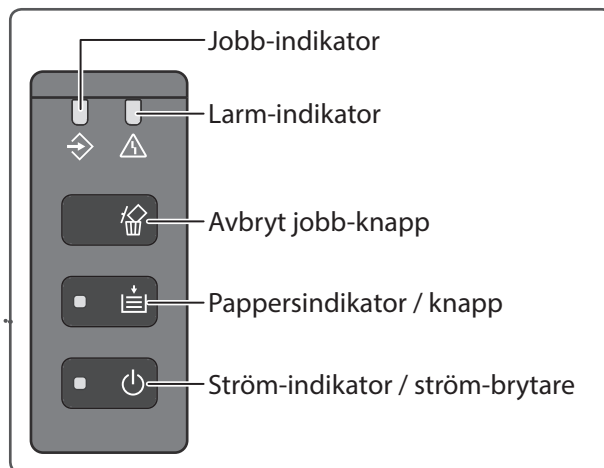 Jobb-indikator
Larm-indikator
Avbryt jobb-knapp
Pappersindikator / knapp
Ström-indikator / ström-brytare